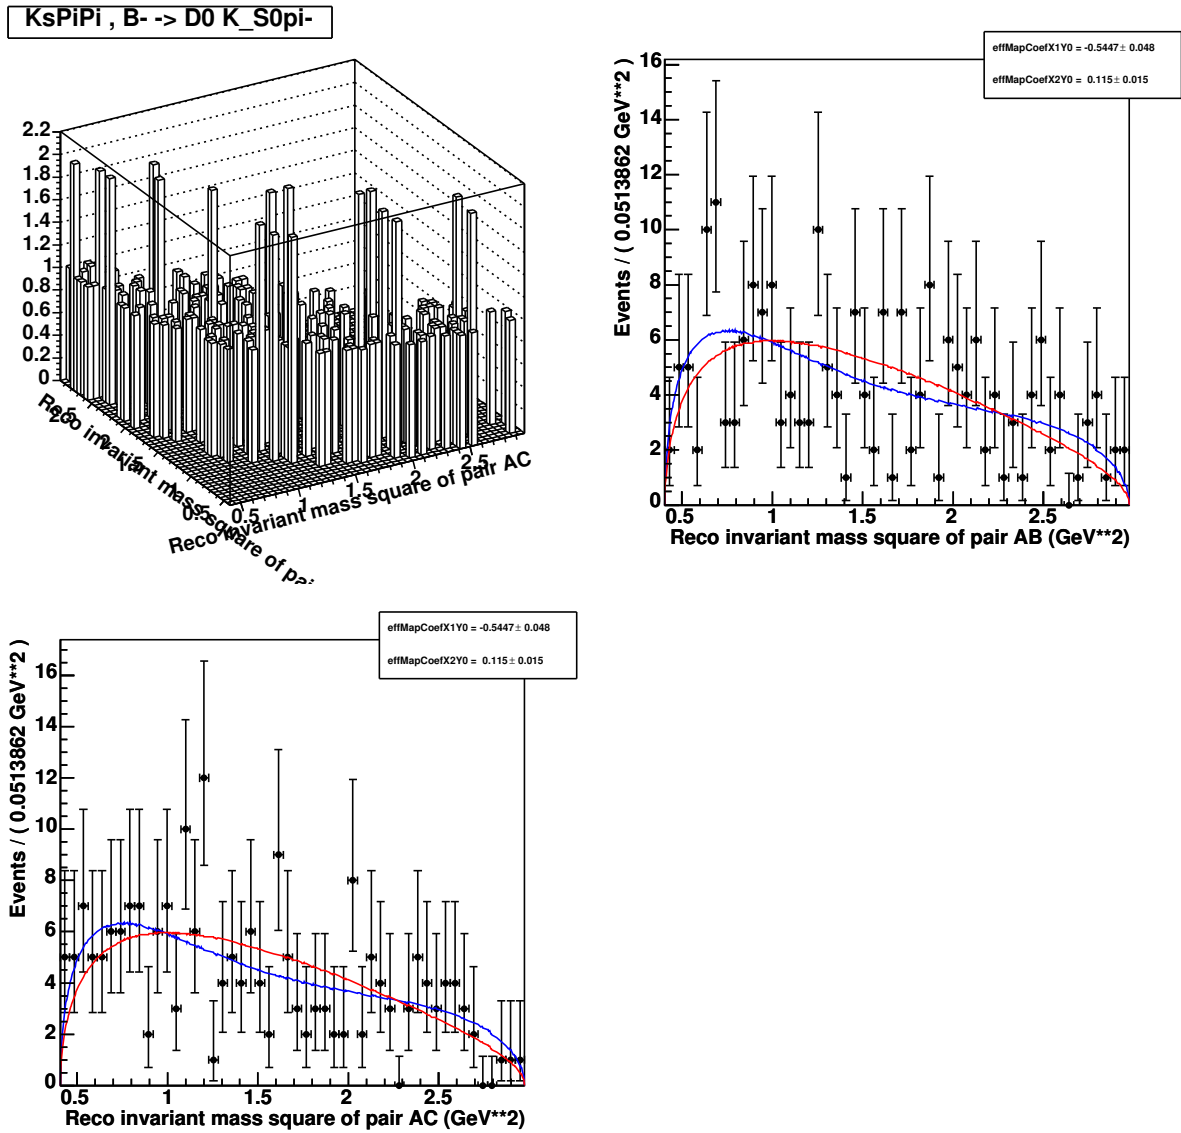 KsPiPi , B- -> D0 K_S0pi-
2.2
2
1.8
1.6
1.4
1.2
1
0.8
0.6
0.4
0.2
0
Reco invariant mass square of pai
0.5
1
1.5
2
2.5
Reco invariant mass square of pair AC
effMapCoefX1Y0 = -0.5447± 0.048
effMapCoefX2Y0 = 0.115± 0.015
Events / ( 0.0513862 GeV**2 )
16
14
12
10
8
6
4
2
0
0.5 1 1.5 2 2.5
Reco invariant mass square of pair AB (GeV**2)
effMapCoefX1Y0 = -0.5447± 0.048
effMapCoefX2Y0 = 0.115± 0.015
Events / ( 0.0513862 GeV**2 )
16
14
12
10
8
6
4
2
0
0.5 1 1.5 2 2.5
Reco invariant mass square of pair AC (GeV**2)